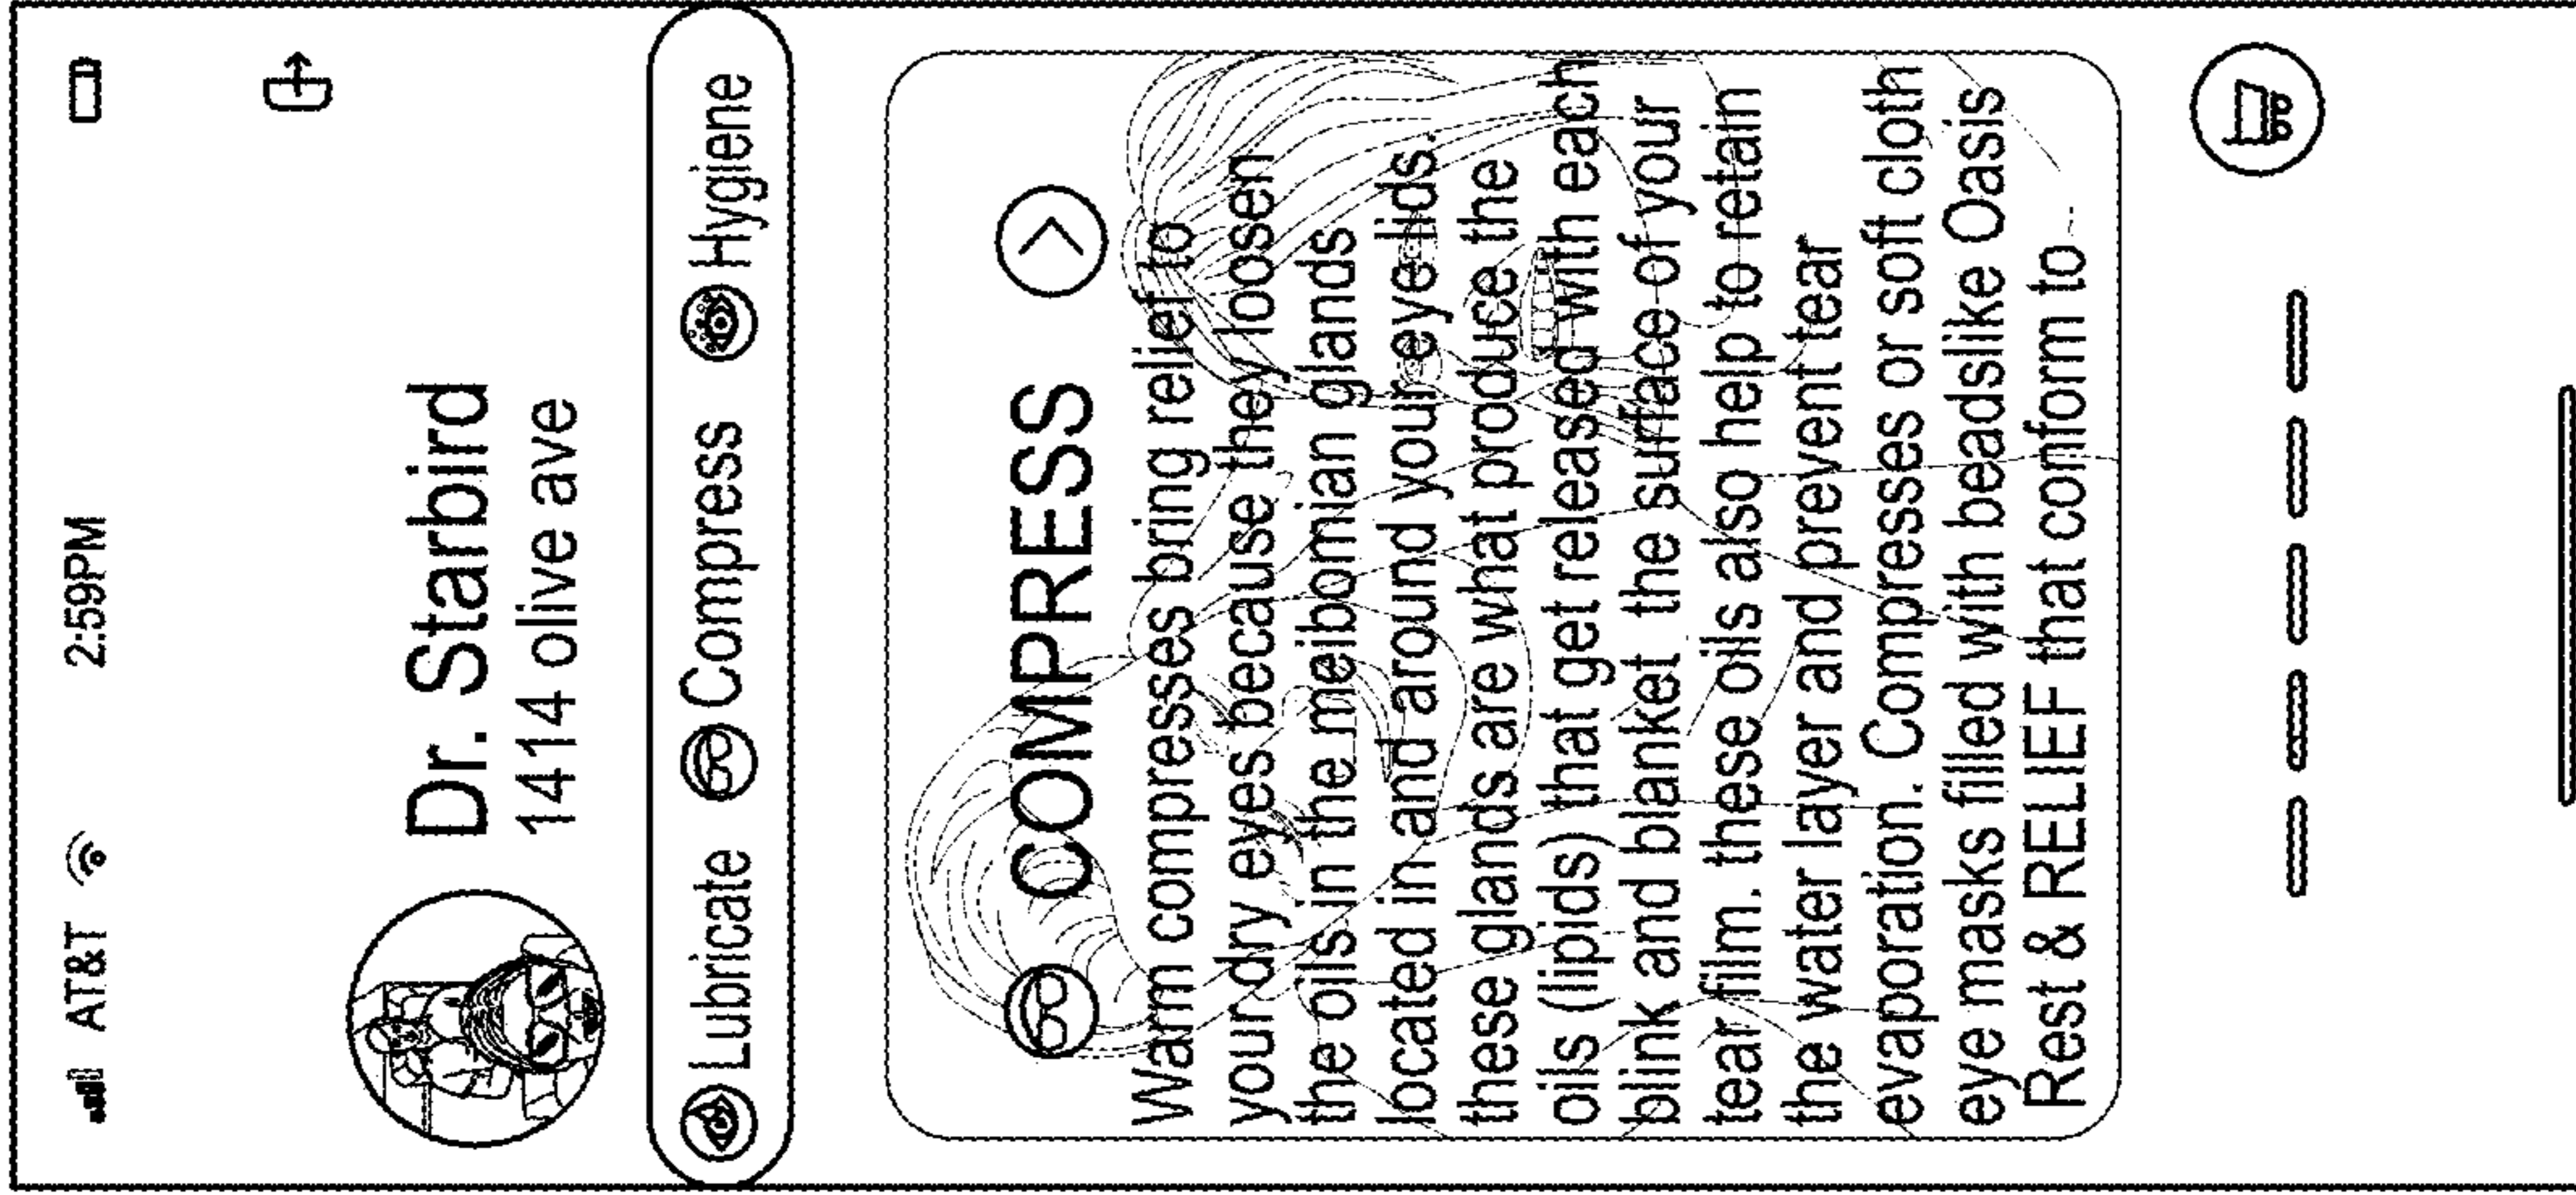 AT&T 2:59PM
Dr. Starbird
1414 olive ave
Lubricate Compress Hygiene
COMPRESS
Warm compresses bring relief to
your dry eyes because they loosen
the oils in the meibomian glands
located in and around your eye lids.
these glands are what produce the
oils (lipids) that get released with each
blink and blanket the surface of your
tear film. these oils also help to retain
the water layer and prevent tear
evaporation. Compresses or soft cloth
eye masks filled with beadslike Oasis
Rest & RELIEF that conform to